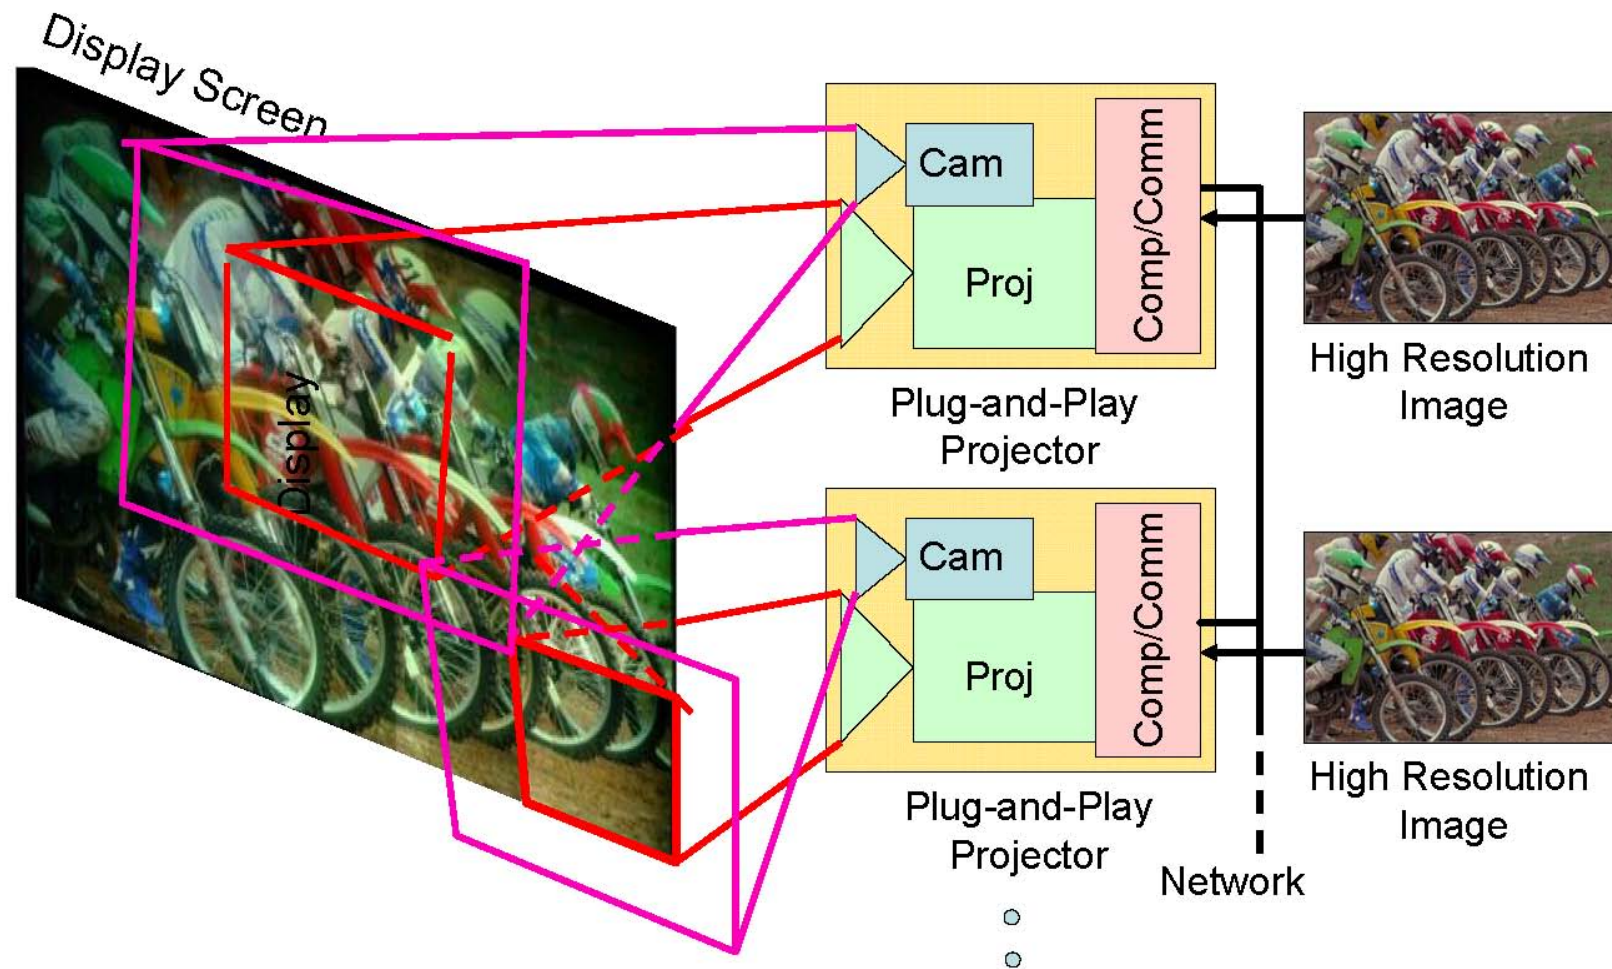 Display Screen
Display
Cam
Proj
Comp/Comm
Plug-and-Play
Projector
High Resolution
Image
Cam
Proj
Comp/Comm
Plug-and-Play
Projector
High Resolution
Image
Network